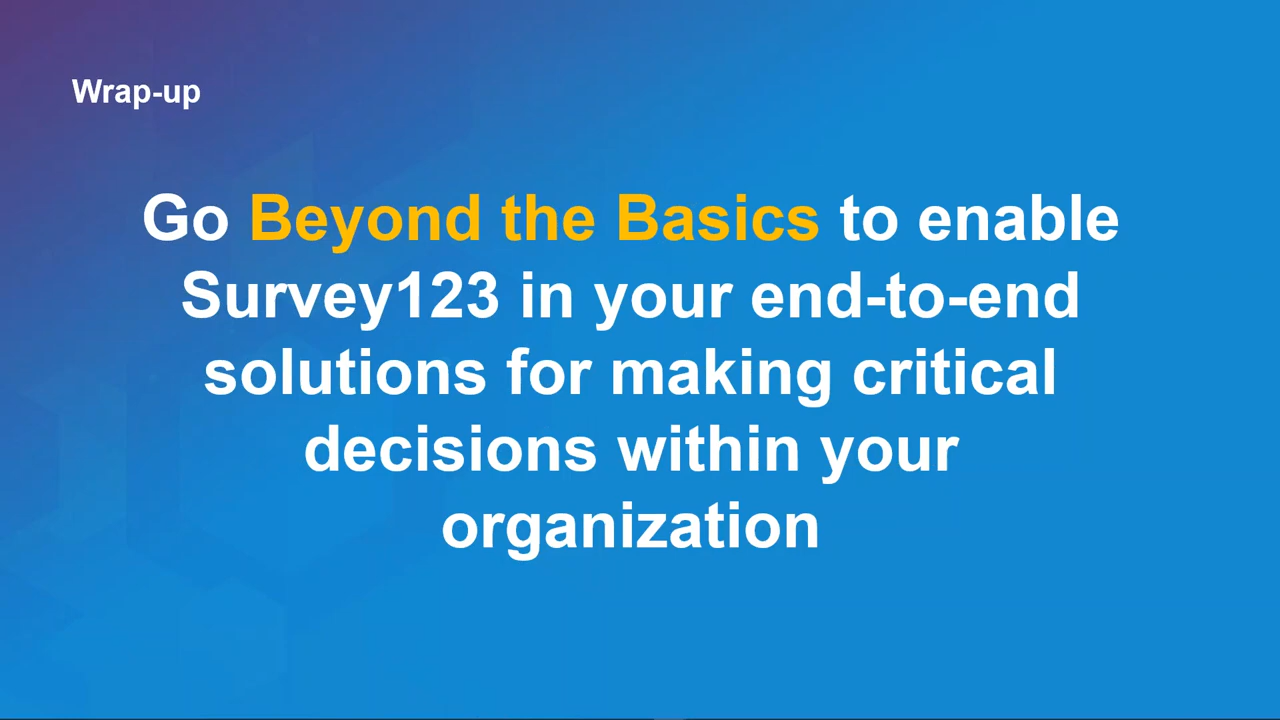 Wrap-up
Go Beyond the Basics to enable
Survey123 in your end-to-end
solutions for making critical
decisions within your
organization